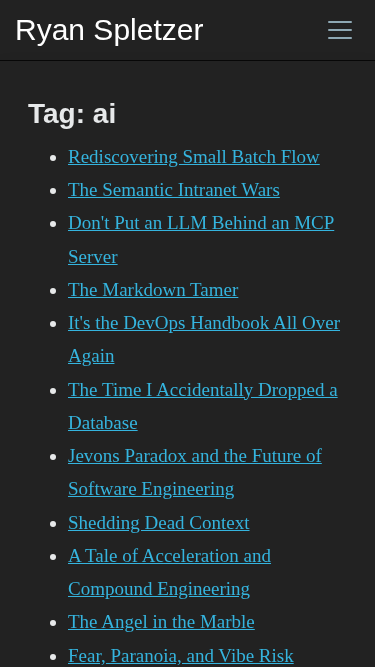 Ryan Spletzer
Tag: ai
Rediscovering Small Batch Flow
The Semantic Intranet Wars
Don't Put an LLM Behind an MCP
Server
The Markdown Tamer
It's the DevOps Handbook All Over
Again
The Time I Accidentally Dropped a
Database
Jevons Paradox and the Future of
Software Engineering
Shedding Dead Context
A Tale of Acceleration and
Compound Engineering
The Angel in the Marble
Fear, Paranoia, and Vibe Risk